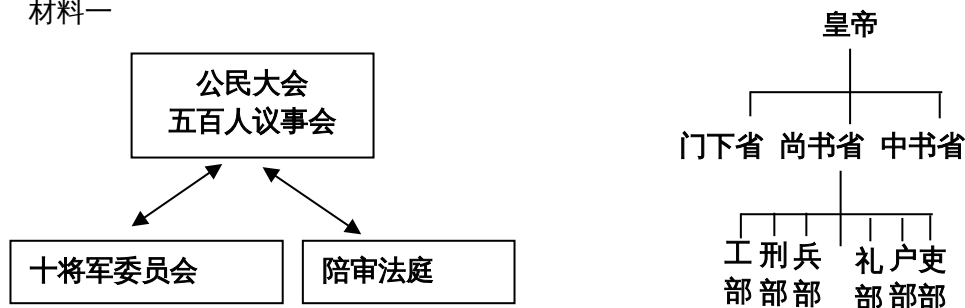 材料一
公民大会
五百人议事会
十将军委员会
陪审法庭
皇帝
门下省 尚书省 中书省
工部 刑部 兵部 礼部 户部 吏部